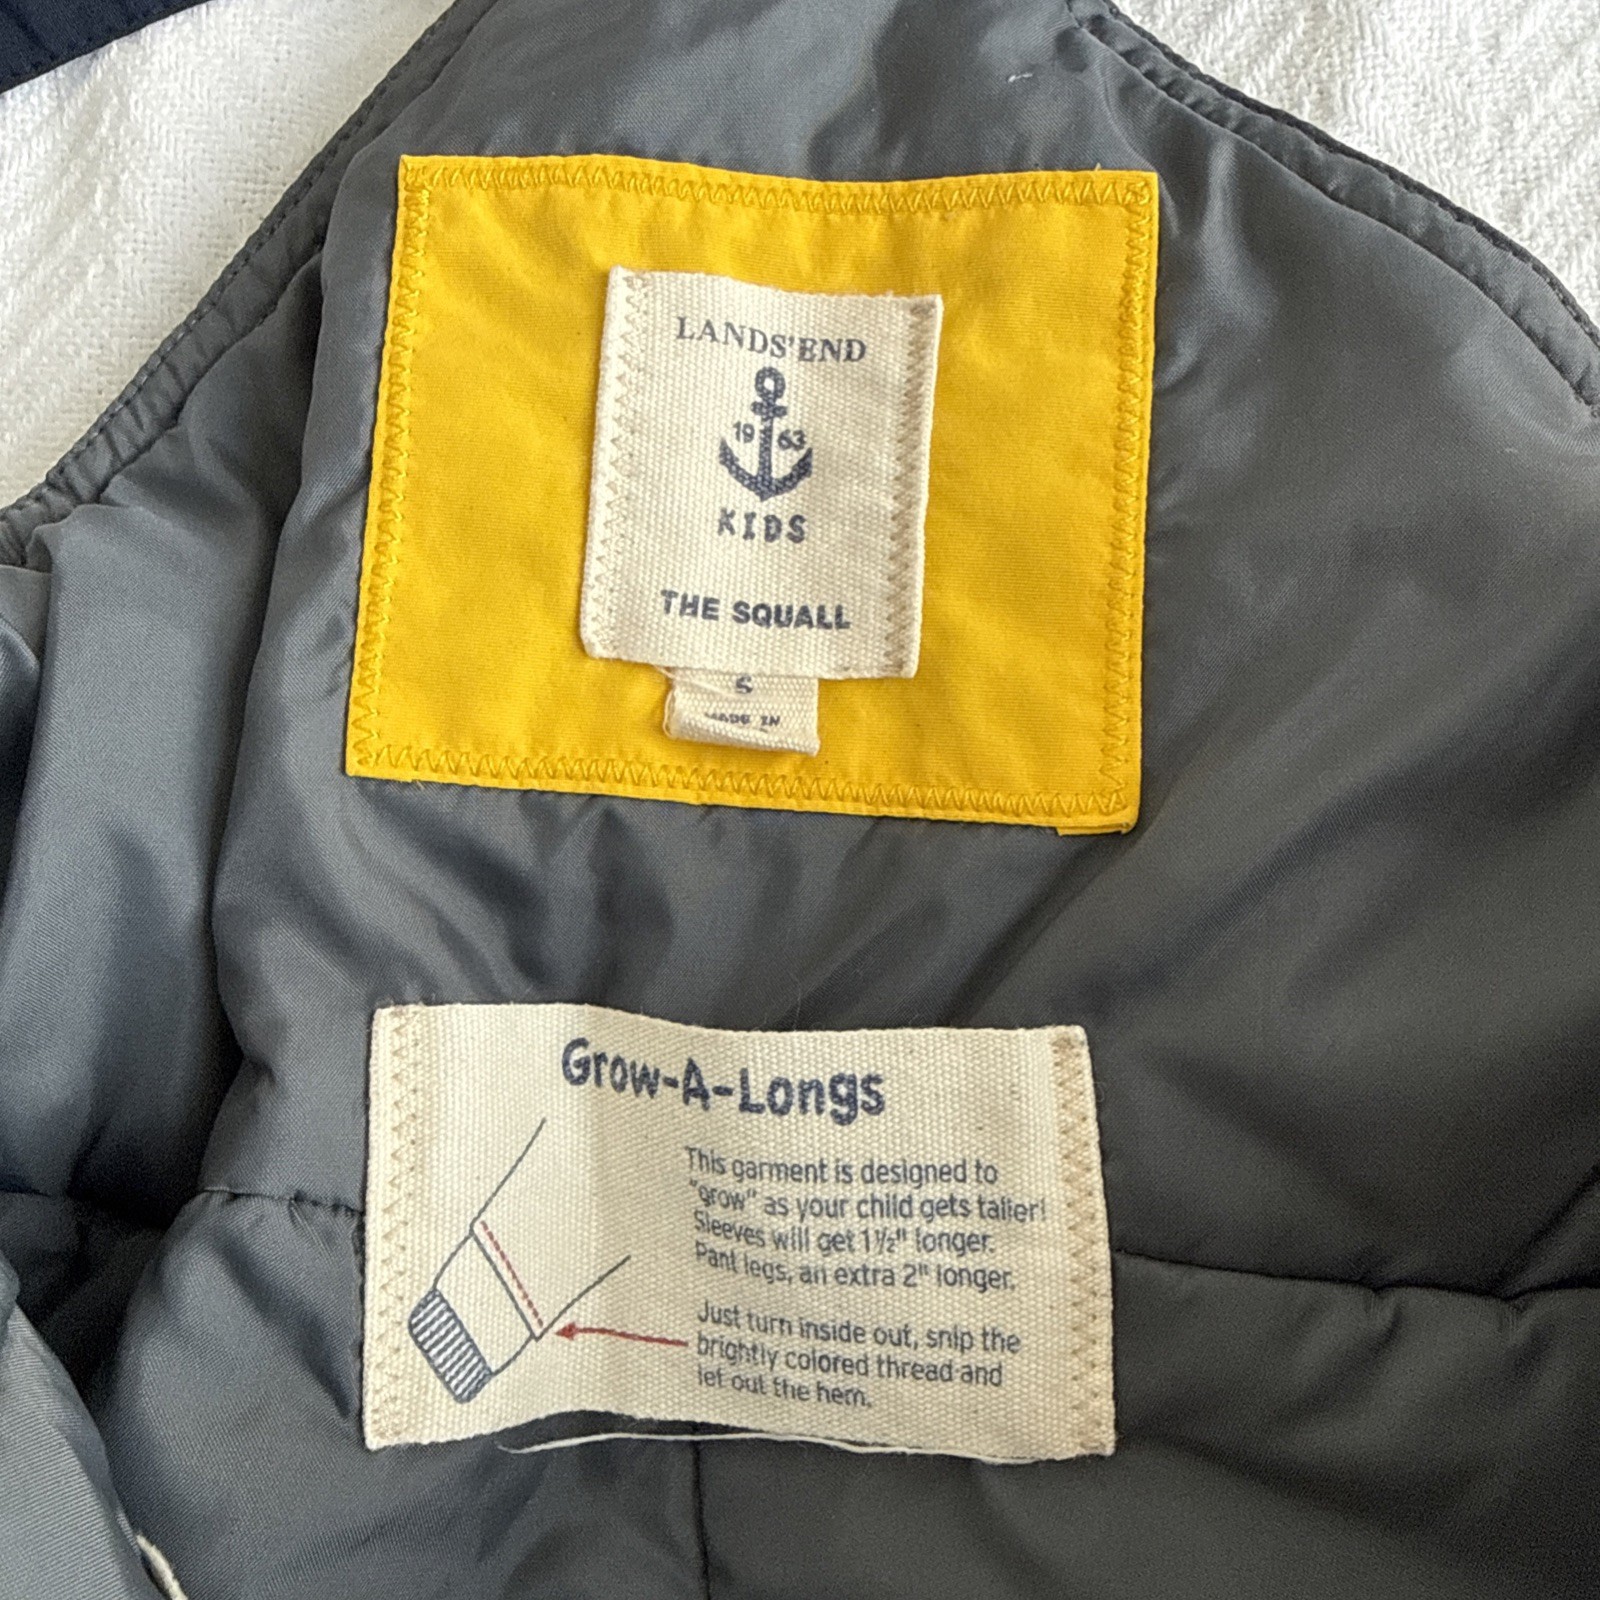 LANDS'END
19 63
KIDS
THE SQUALL
S
MADE IN
Grow-A-Longs
This garment is designed to
"grow" as your child gets taller!
Sleeves will get 1½" longer.
Pant legs, an extra 2" longer.
Just turn inside out, snip the
brightly colored thread and
let out the hem.